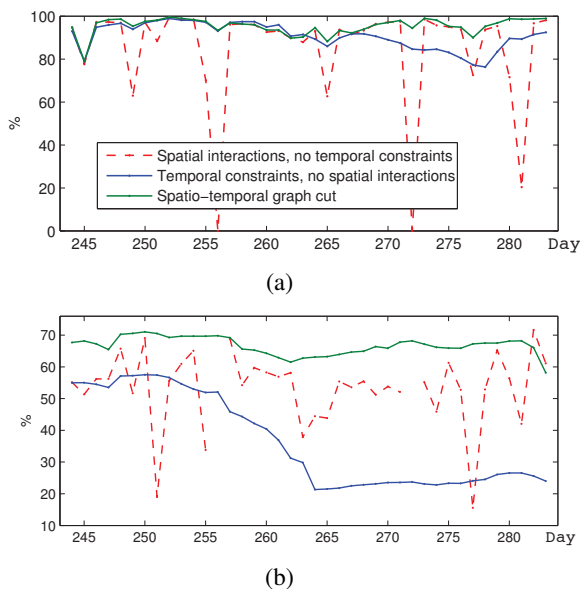 100
80
60
40
20
0
%
Spatial interactions, no temporal constraints
Temporal constraints, no spatial interactions
Spatio−temporal graph cut
245 250 255 260 265 270 275 280 Day
(a)
70
60
50
40
30
20
10
%
245 250 255 260 265 270 275 280 Day
(b)